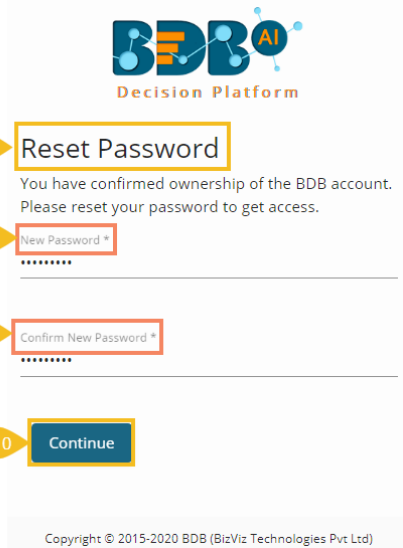 BDB AI
Decision Platform
Reset Password
You have confirmed ownership of the BDB account.
Please reset your password to get access.
New Password *
•••••••••
Confirm New Password *
•••••••••
0 Continue
Copyright © 2015-2020 BDB (BizViz Technologies Pvt Ltd)